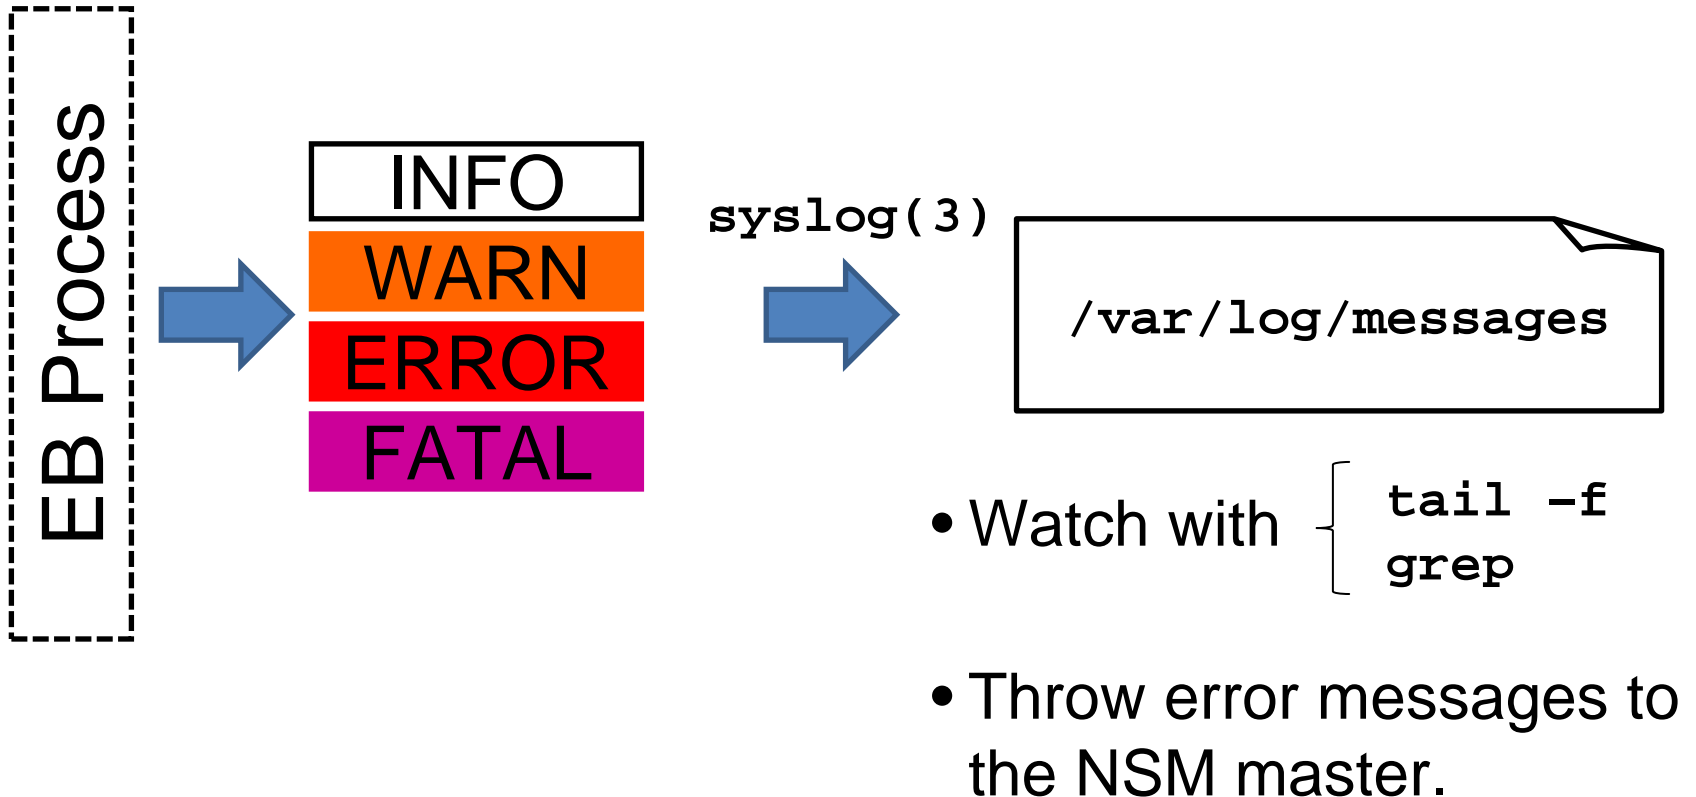 EB Process
INFO
WARN
ERROR
FATAL
syslog(3)
/var/log/messages
• Watch with
tail –f
grep
• Throw error messages to
the NSM master.